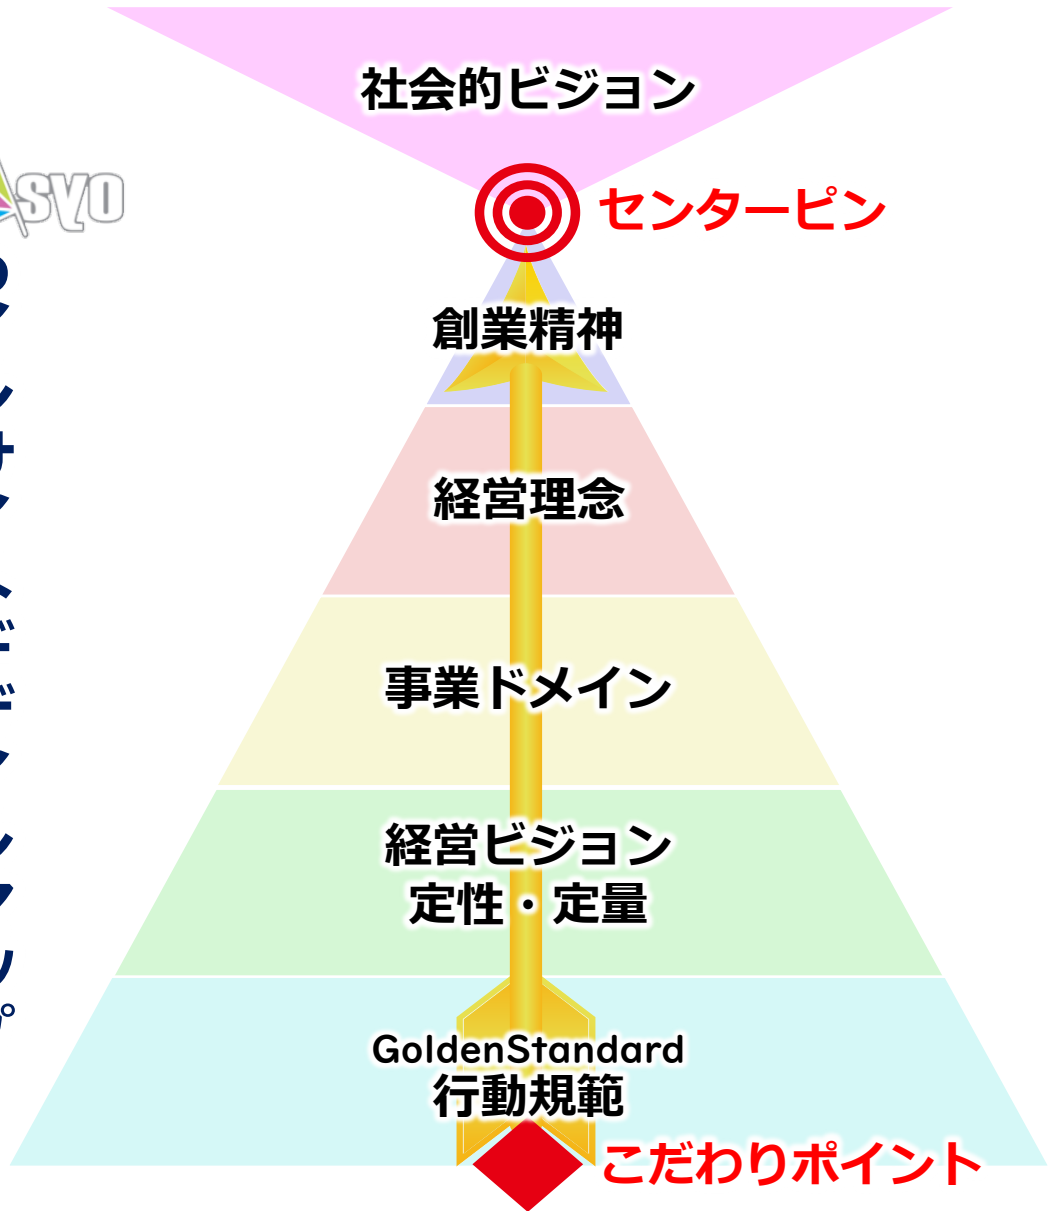 社会的ビジョン
センターピン
創業精神
経営理念
事業ドメイン
経営ビジョン
定性・定量
GoldenStandard
行動規範
こだわりポイント